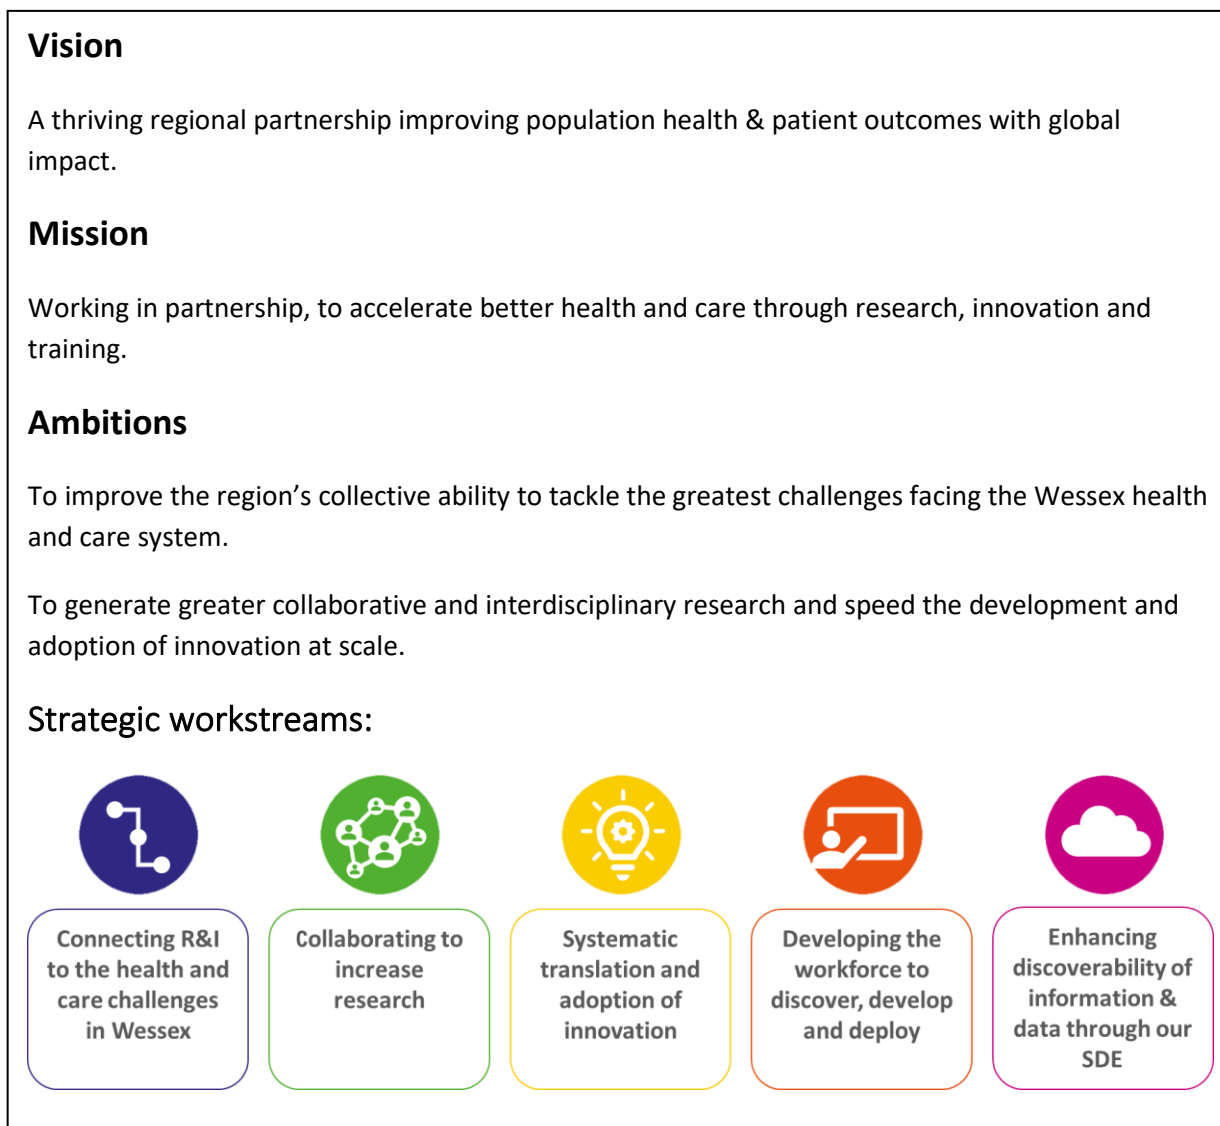 Vision
A thriving regional partnership improving population health & patient outcomes with global
impact.
Mission
Working in partnership, to accelerate better health and care through research, innovation and
training.
Ambitions
To improve the region’s collective ability to tackle the greatest challenges facing the Wessex health
and care system.
To generate greater collaborative and interdisciplinary research and speed the development and
adoption of innovation at scale.
Strategic workstreams:
Connecting R&I
to the health and
care challenges
in Wessex
Collaborating to
increase
research
Systematic
translation and
adoption of
innovation
Developing the
workforce to
discover, develop
and deploy
Enhancing
discoverability of
information &
data through our
SDE